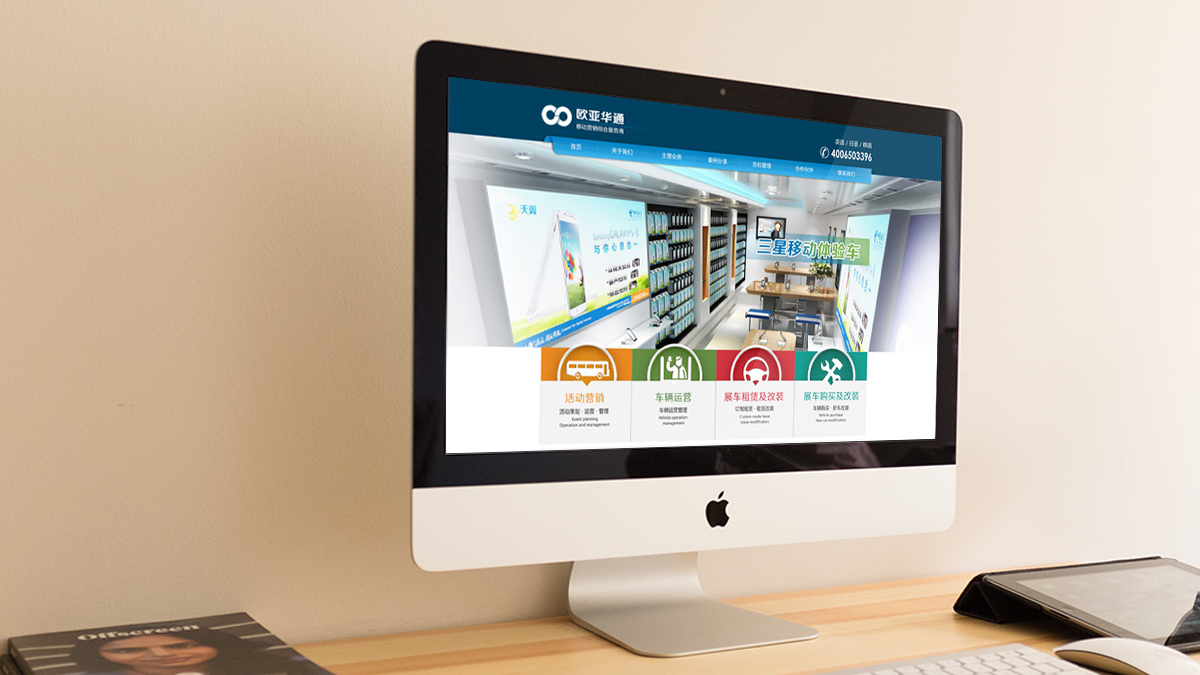 欧亚华通
移动营销综合服务商
英语 / 日语 / 韩语
4006503396
首页 关于我们 主营业务 案例分享 危机管理 合作伙伴 联系我们
天翼
Samsung GALAXY S
与你心意合一
三星移动体验车
活动营销
活动策划 · 运营 · 管理
Event planning
Operation and management
车辆运营
车辆运营管理
Vehicle operation
management
展车租赁及改装
订制租赁 · 租赁改装
Custom-made lease
Lease modification
展车购买及改装
车辆购买 · 新车改装
Vehicle purchase
New car modification
Offscreen